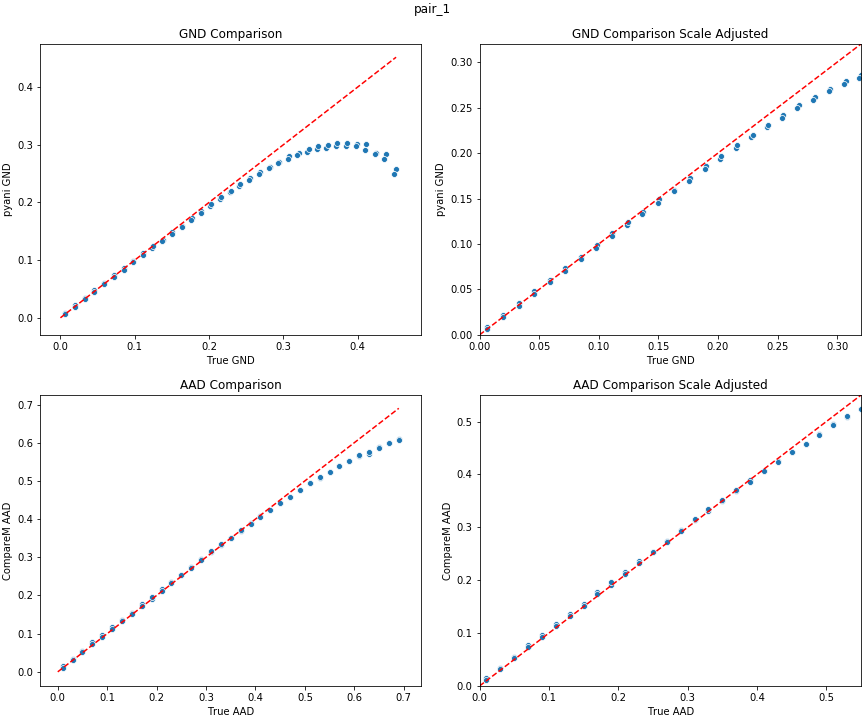 pair_1
GND Comparison
GND Comparison Scale Adjusted
pyani GND
0.4
0.3
0.2
0.1
0.0
0.0 0.1 0.2 0.3 0.4
True GND
pyani GND
0.30
0.25
0.20
0.15
0.10
0.05
0.00
0.00 0.05 0.10 0.15 0.20 0.25 0.30
True GND
AAD Comparison
AAD Comparison Scale Adjusted
CompareM AAD
0.7
0.6
0.5
0.4
0.3
0.2
0.1
0.0
0.0 0.1 0.2 0.3 0.4 0.5 0.6 0.7
True AAD
CompareM AAD
0.5
0.4
0.3
0.2
0.1
0.0
0.0 0.1 0.2 0.3 0.4 0.5
True AAD